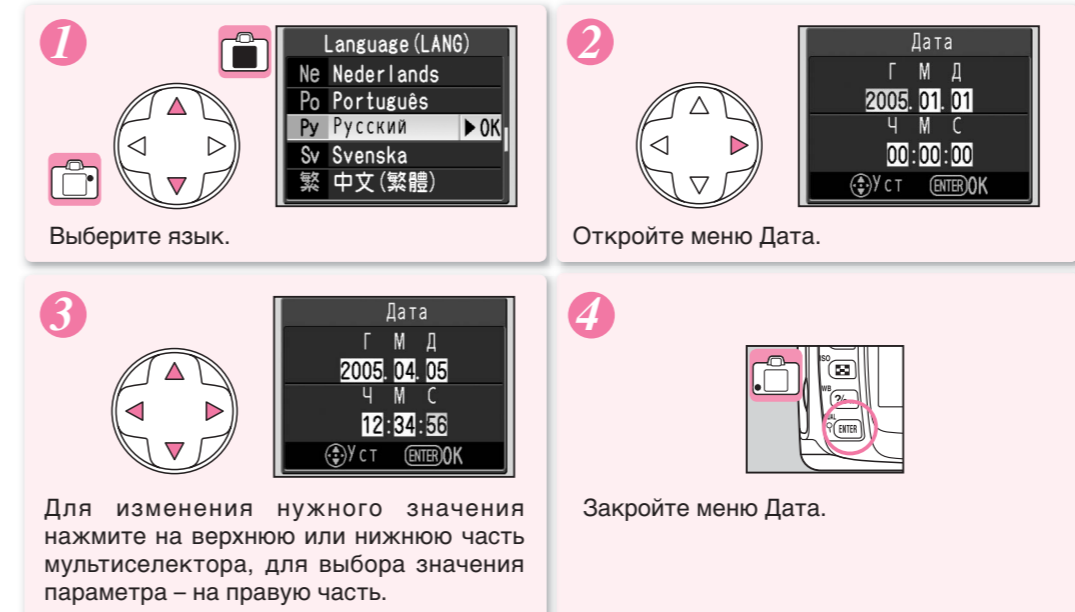 1
Language(LANG)
Ne Nederlands
Po Português
Ру Русский ▶OK
Sv Svenska
繁 中文(繁體)
Выберите язык.
2
Дата
Г М Д
2005. 01. 01
Ч М С
00:00:00
Уст ENTER OK
Откройте меню Дата.
3
Дата
Г М Д
2005. 04. 05
Ч М С
12:34:56
Уст ENTER OK
Для изменения нужного значения
нажмите на верхнюю или нижнюю часть
мультиселектора, для выбора значения
параметра – на правую часть.
4
ISO
WB
ENTER
Закройте меню Дата.